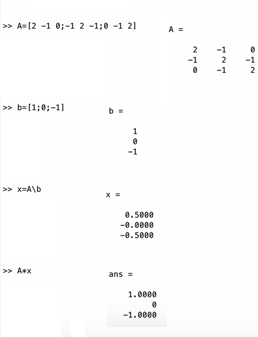 >> A=[2 -1 0;-1 2 -1;0 -1 2]
A =
2 -1 0
-1 2 -1
0 -1 2
>> b=[1;0;-1]
b =
1
0
-1
>> x=A\b
x =
0.5000
-0.0000
-0.5000
>> A*x
ans =
1.0000
0
-1.0000